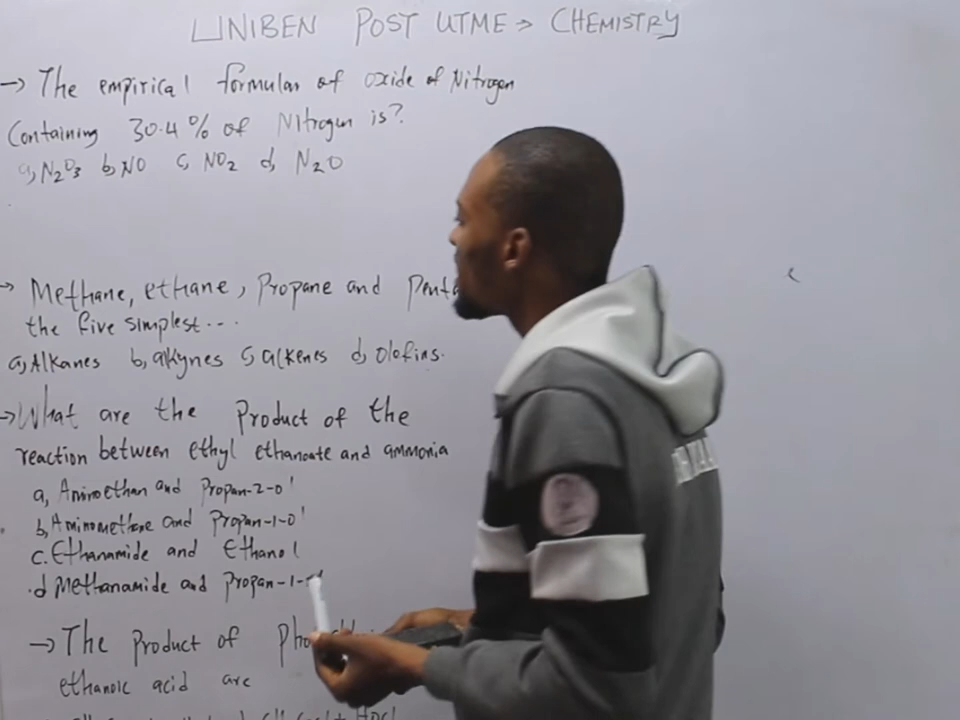 UNIBEN POST UTME > CHEMISTRY
→ The empirical formular of oxide of Nitrogen
Containing 30.4% of Nitrogen is?
a, N₂O₃ b, NO c, NO₂ d, N₂O
→ Methane, ethane, Propane and Penta
the five simplest...
a, Alkanes b, alkynes c, alkenes d, Olofins.
→ What are the Product of the
reaction between ethyl ethanoate and ammonia
a, Aminoethan and Propan-2-ol
b, Aminomethane and Propan-1-ol
c. Ethanamide and Ethanol
d Methanamide and Propan-1-
→ The Product of
ethanoic acid are